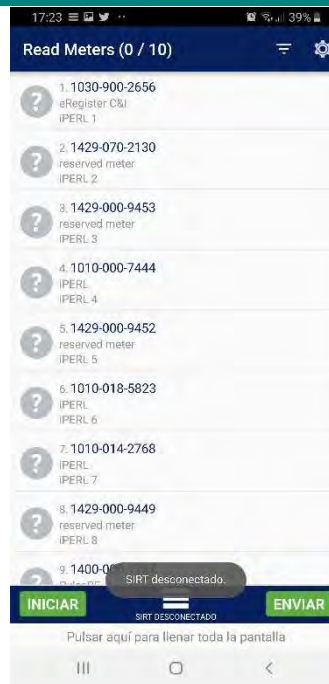 17:23
39%
Read Meters (0 / 10)
1. 1030-900-2656
eRegister C&I
iPERL 1
2. 1429-070-2130
reserved meter
iPERL 2
3. 1429-000-9453
reserved meter
iPERL 3
4. 1010-000-7444
iPERL
iPERL 4
5. 1429-000-9452
reserved meter
iPERL 5
6. 1010-018-5823
iPERL
iPERL 6
7. 1010-014-2768
iPERL
iPERL 7
8. 1429-000-9449
reserved meter
iPERL 8
9. 1400-0
SIRT desconectado.
INICIAR
SIRT DESCONECTADO
ENVIAR
Pulsar aquí para llenar toda la pantalla